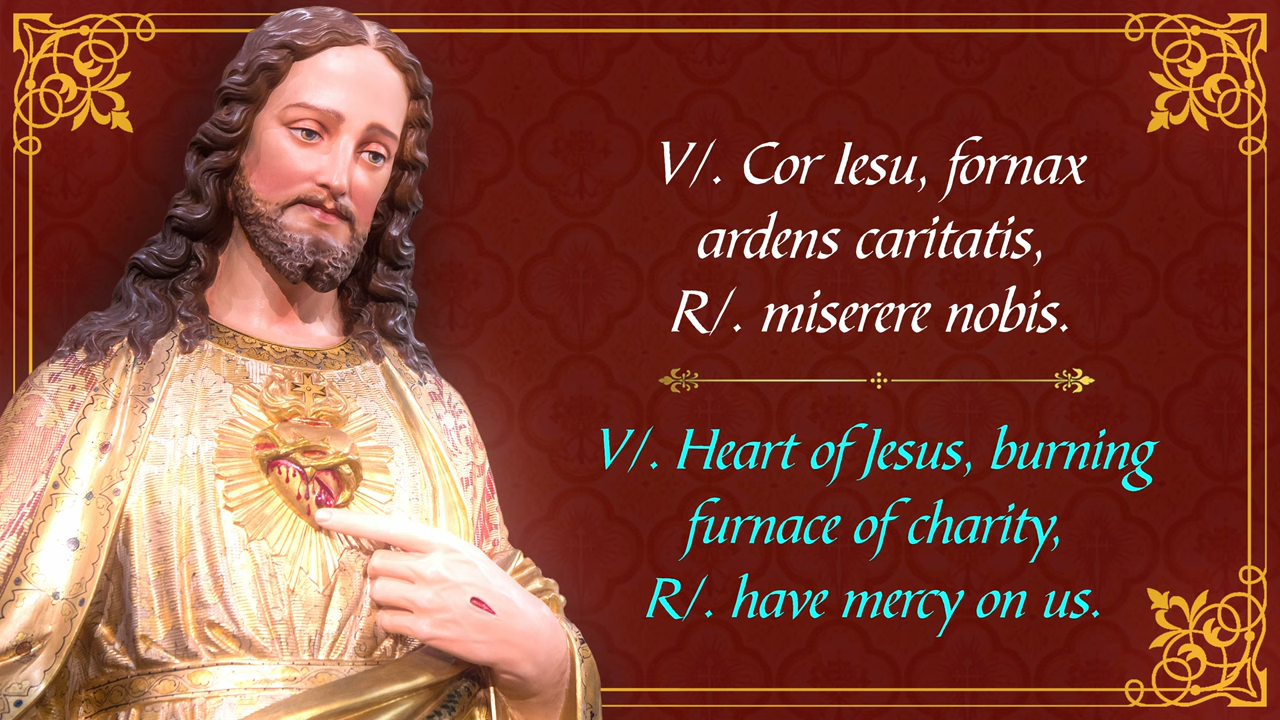 V/. Cor Iesu, fornax
ardens caritatis,
R/. miserere nobis.
V/. Heart of Jesus, burning
furnace of charity,
R/. have mercy on us.